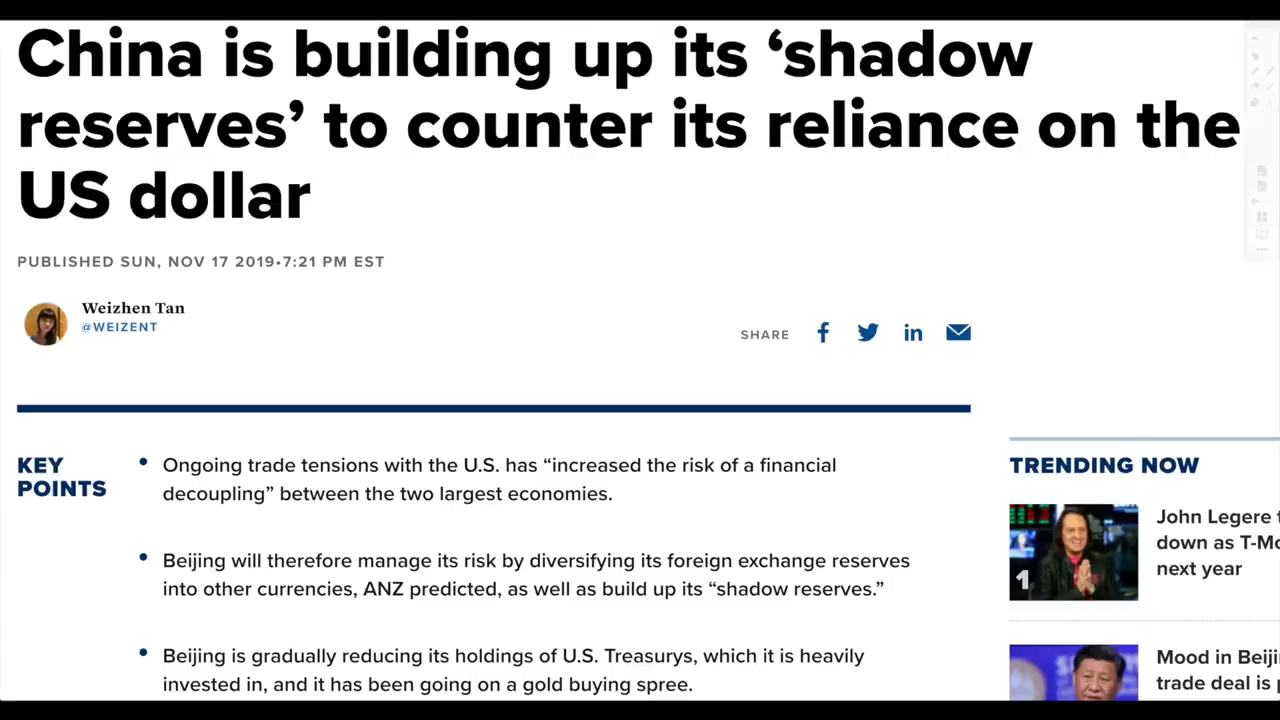 China is building up its ‘shadow
reserves’ to counter its reliance on the
US dollar
PUBLISHED SUN, NOV 17 2019•7:21 PM EST
Weizhen Tan
@WEIZENT
SHARE
KEY
POINTS
• Ongoing trade tensions with the U.S. has “increased the risk of a financial
decoupling” between the two largest economies.
• Beijing will therefore manage its risk by diversifying its foreign exchange reserves
into other currencies, ANZ predicted, as well as build up its “shadow reserves.”
• Beijing is gradually reducing its holdings of U.S. Treasurys, which it is heavily
invested in, and it has been going on a gold buying spree.
TRENDING NOW
1
John Legere t
down as T-Mo
next year
Mood in Beiji
trade deal is p